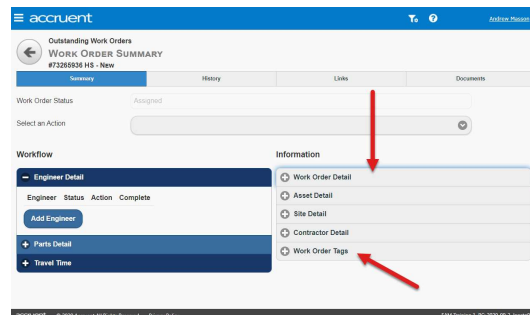 accruent
Andrew Masson
Outstanding Work Orders
WORK ORDER SUMMARY
#73265936 HS - New
Summary
History
Links
Documents
Work Order Status
Assigned
Select an Action
Workflow
Engineer Detail
Engineer Status Action Complete
Add Engineer
Parts Detail
Travel Time
Information
Work Order Detail
Asset Detail
Site Detail
Contractor Detail
Work Order Tags